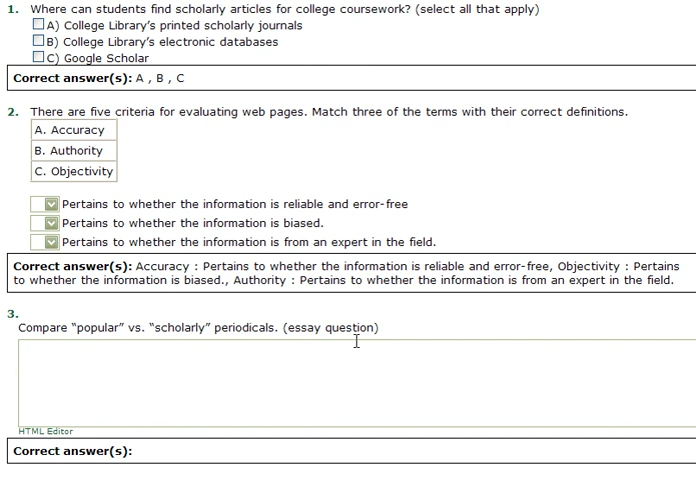 1. Where can students find scholarly articles for college coursework? (select all that apply)
A) College Library's printed scholarly journals
B) College Library's electronic databases
C) Google Scholar
Correct answer(s): A , B , C
2. There are five criteria for evaluating web pages. Match three of the terms with their correct definitions.
A. Accuracy
B. Authority
C. Objectivity
Pertains to whether the information is reliable and error-free
Pertains to whether the information is biased.
Pertains to whether the information is from an expert in the field.
Correct answer(s): Accuracy : Pertains to whether the information is reliable and error-free, Objectivity : Pertains
to whether the information is biased., Authority : Pertains to whether the information is from an expert in the field.
3.
Compare "popular" vs. "scholarly" periodicals. (essay question)
HTML Editor
Correct answer(s):